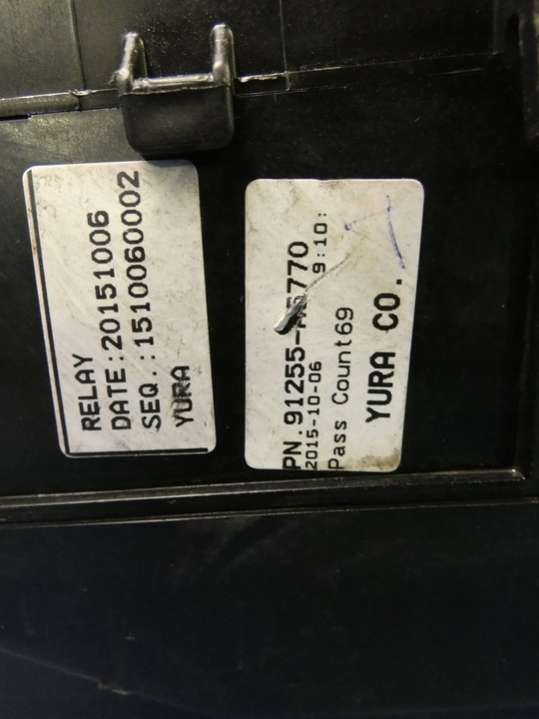 RELAY
DATE:20151006
SEQ.:1510060002
YURA
2015-10-06 9:10:
Pass Count69
YURA CO.